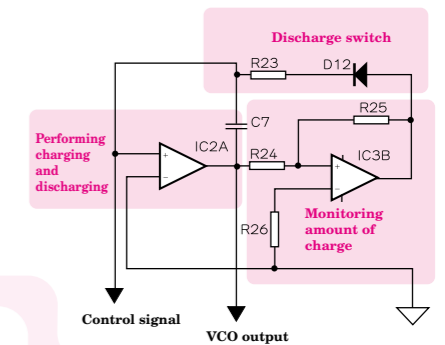 Discharge switch
R23
D12
R25
C7
Performing
charging
and
discharging
IC2A
+
−
R24
IC3B
+
−
Monitoring
amount of
charge
R26
Control signal
VCO output